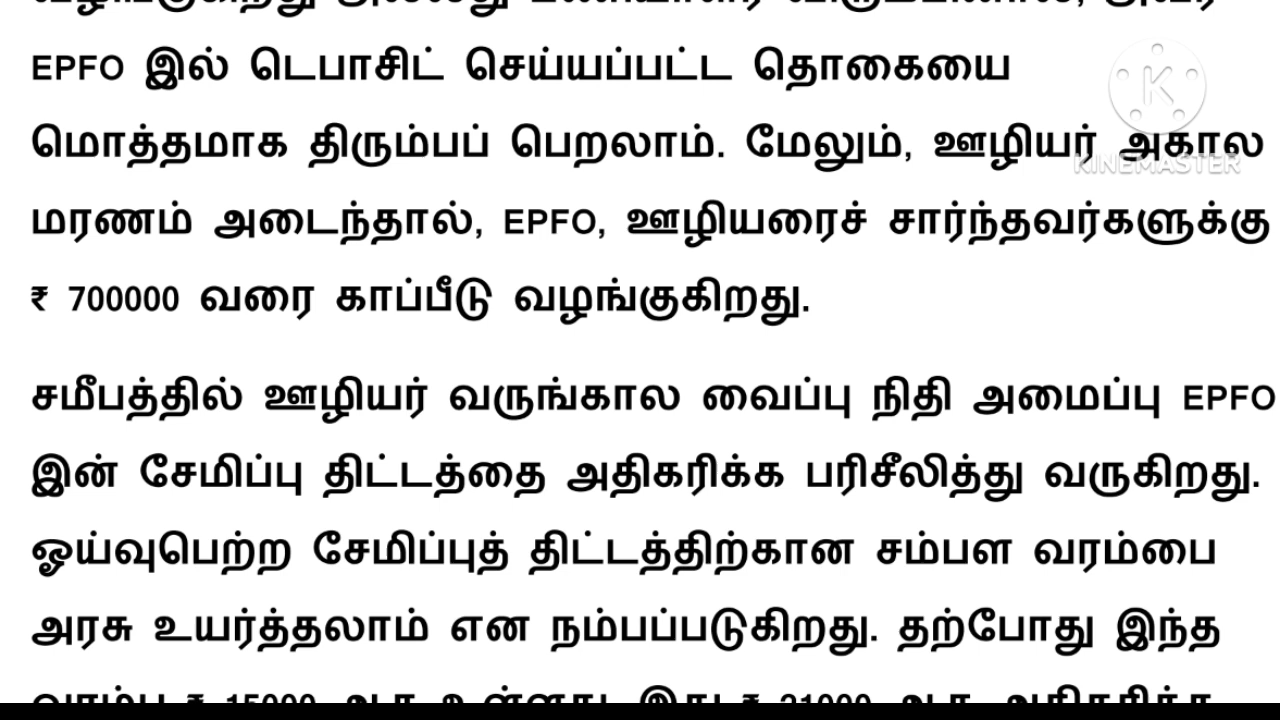 EPFO இல் டெபாசிட் செய்யப்பட்ட தொகையை
மொத்தமாக திரும்பப் பெறலாம். மேலும், ஊழியர் அகால
KINEMASTER
மரணம் அடைந்தால், EPFO, ஊழியரைச் சார்ந்தவர்களுக்கு
₹ 700000 வரை காப்பீடு வழங்குகிறது.
சமீபத்தில் ஊழியர் வருங்கால வைப்பு நிதி அமைப்பு EPFO
இன் சேமிப்பு திட்டத்தை அதிகரிக்க பரிசீலித்து வருகிறது.
ஓய்வுபெற்ற சேமிப்புத் திட்டத்திற்கான சம்பள வரம்பை
அரசு உயர்த்தலாம் என நம்பப்படுகிறது. தற்போது இந்த